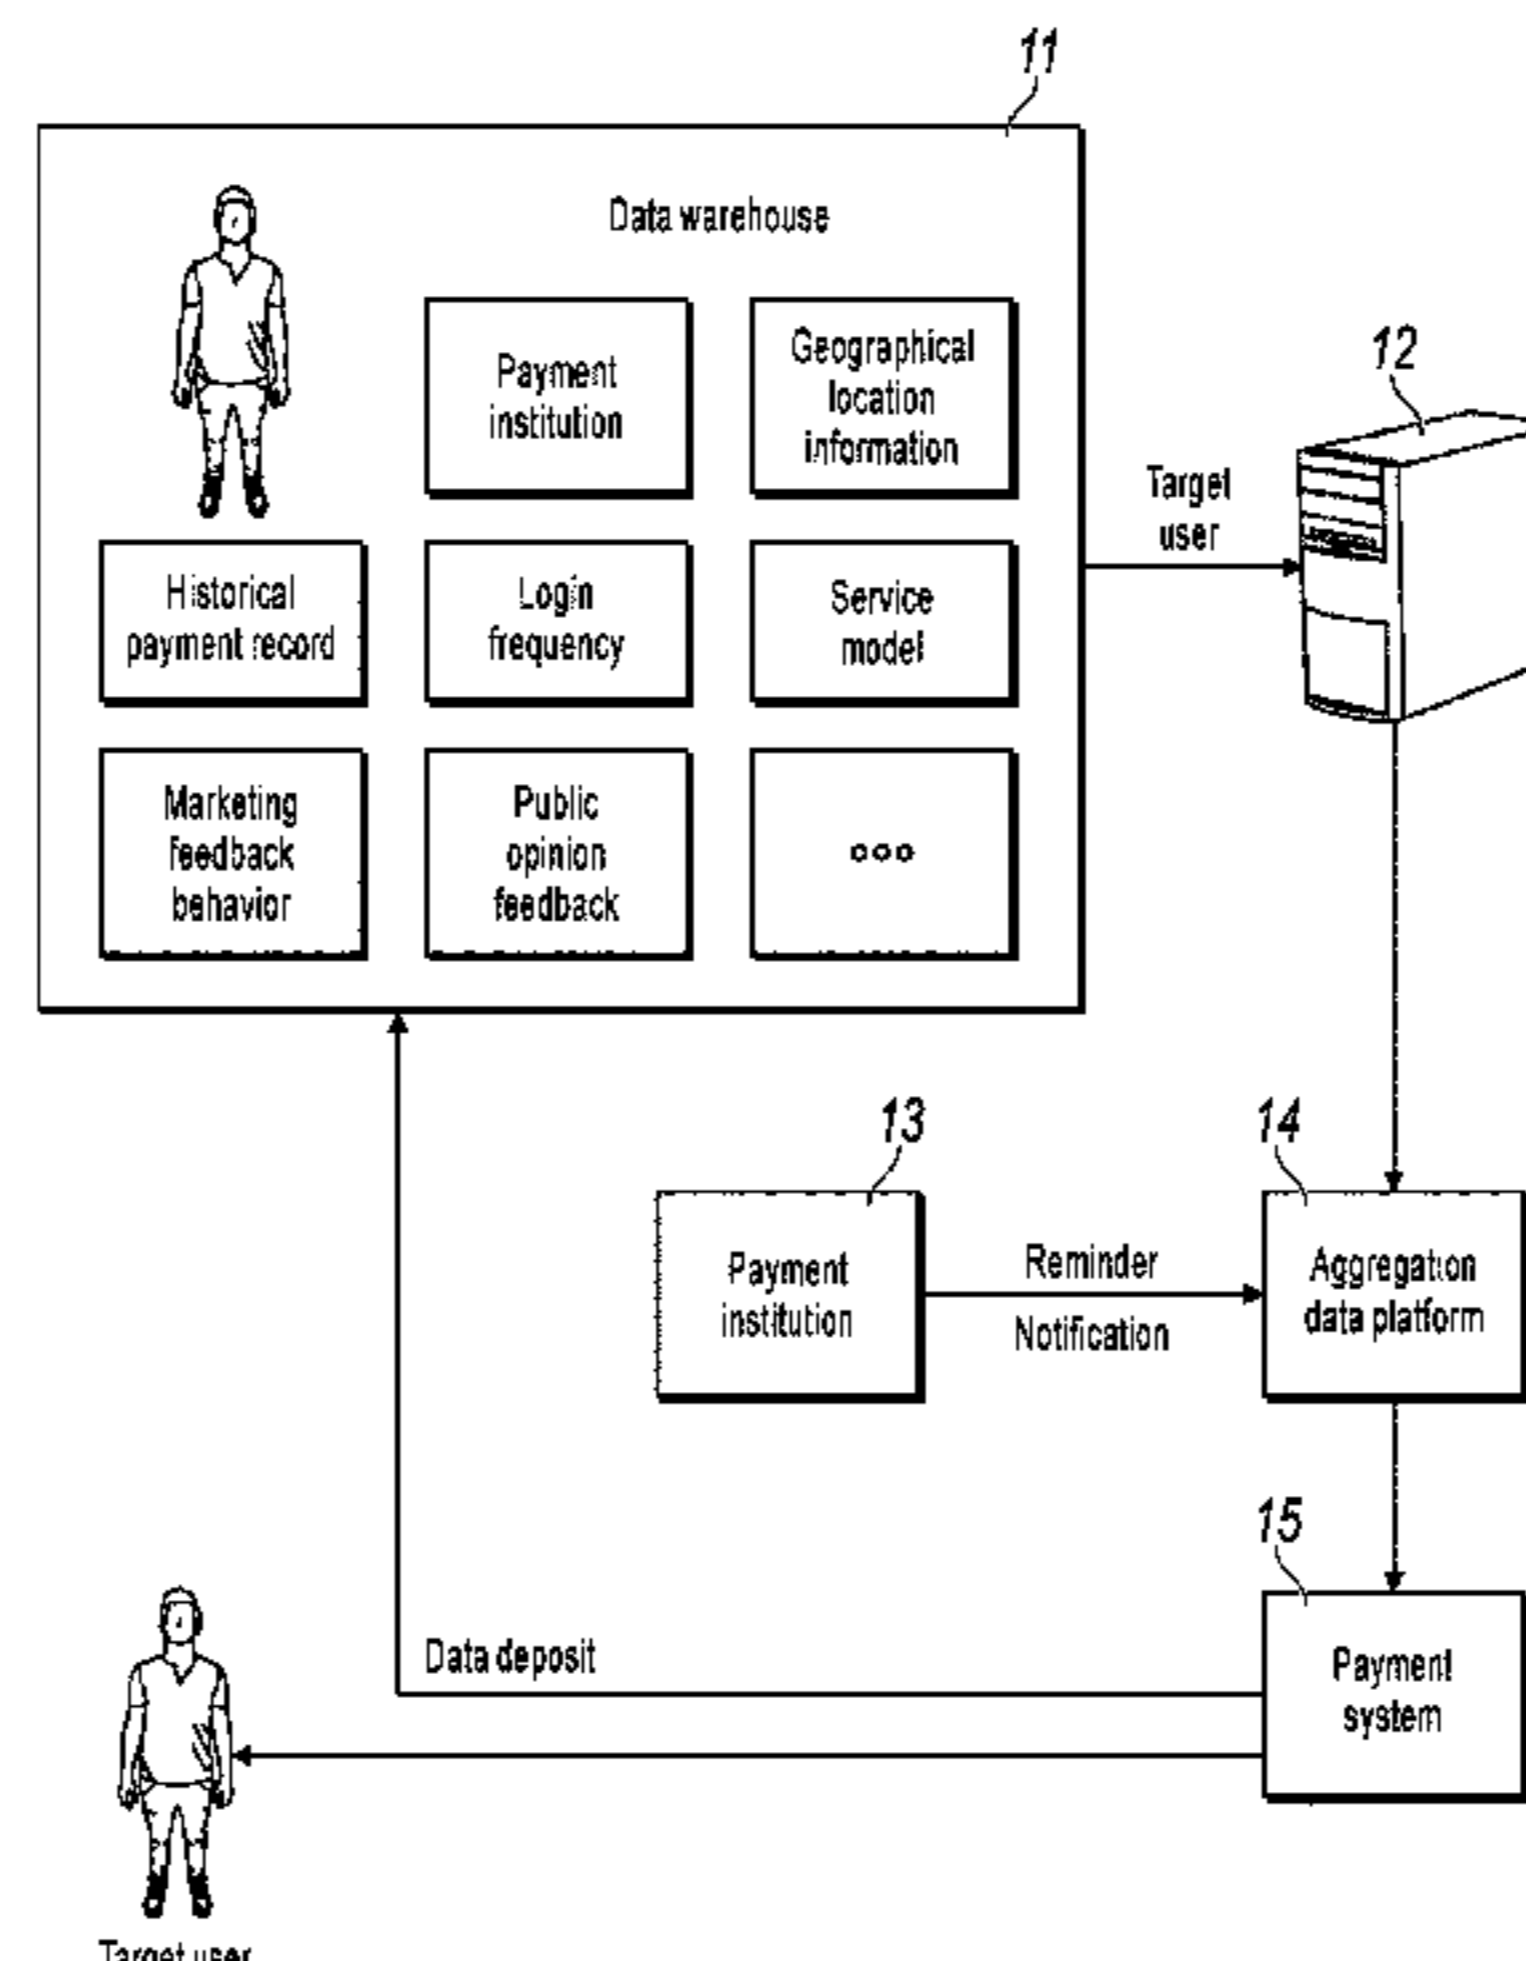 11
Data warehouse
Payment
institution
Geographical
location
information
12
Target
user
Historical
payment record
Login
frequency
Service
model
Marketing
feedback
behavior
Public
opinion
feedback
ooo
13
14
Payment
institution
Reminder
Notification
Aggregation
data platform
15
Data deposit
Payment
system
Target user